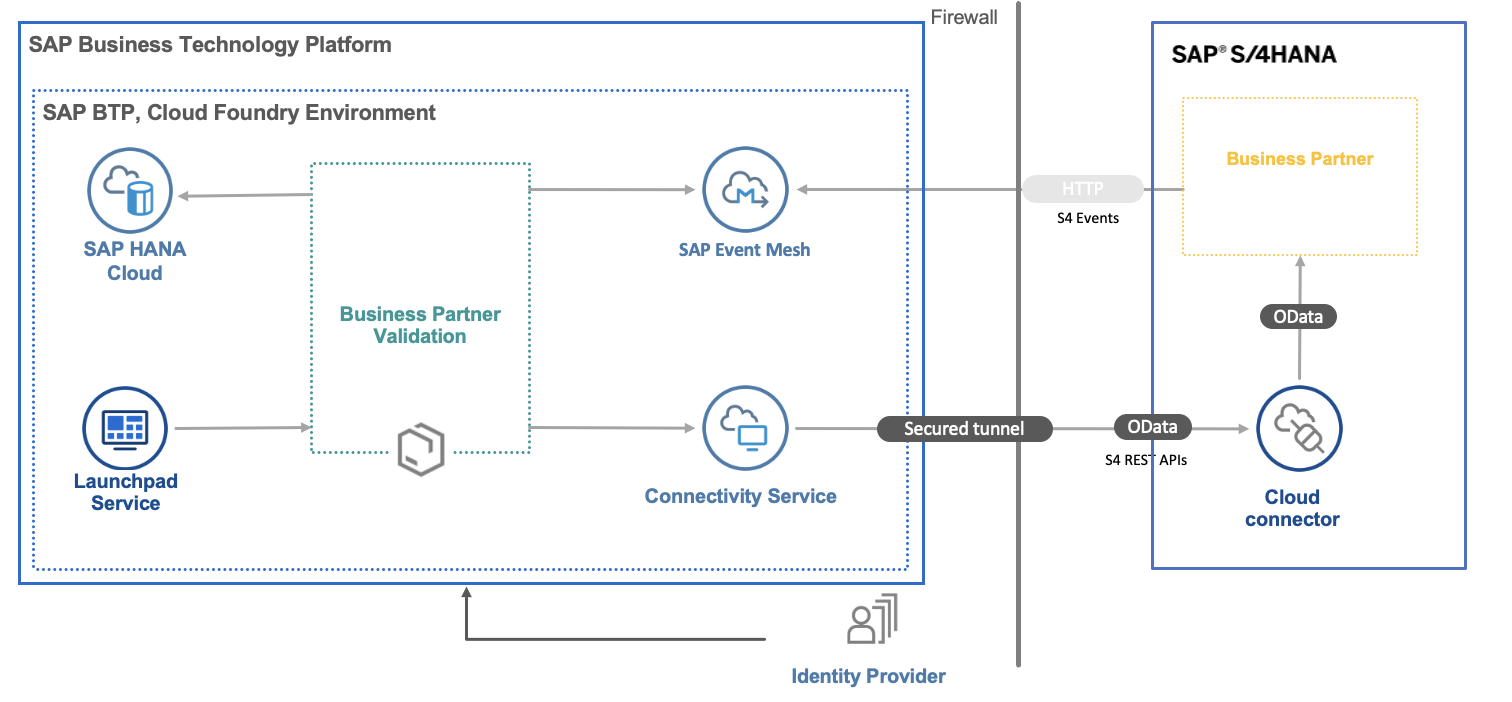 Firewall
SAP Business Technology Platform
SAP® S/4HANA
SAP BTP, Cloud Foundry Environment
Business Partner
HTTP
S4 Events
SAP HANA
Cloud
SAP Event Mesh
Business Partner
Validation
OData
Secured tunnel
OData
S4 REST APIs
Launchpad
Service
Connectivity Service
Cloud
connector
Identity Provider